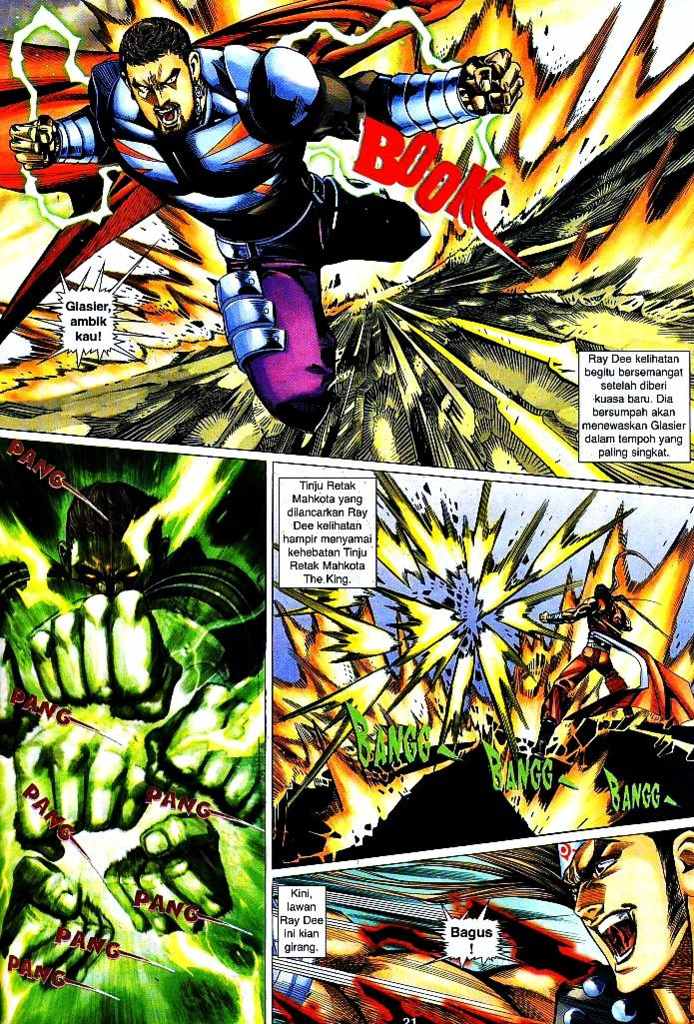 BOOM
Glasier,
ambik
kau!
Ray Dee kelihatan
begitu bersemangat
setelah diberi
kuasa baru. Dia
bersumpah akan
menewaskan Glasier
dalam tempoh yang
paling singkat.
PANG
PANG
PANG
PANG
PANG
PANG
PANG
Tinju Retak
Mahkota yang
dilancarkan Ray
Dee kelihatan
hampir menyamai
kehebatan Tinju
Retak Mahkota
The King.
BANGG
BANGG
BANGG
Kini,
lawan
Ray Dee
ini kian
girang.
Bagus
!
21